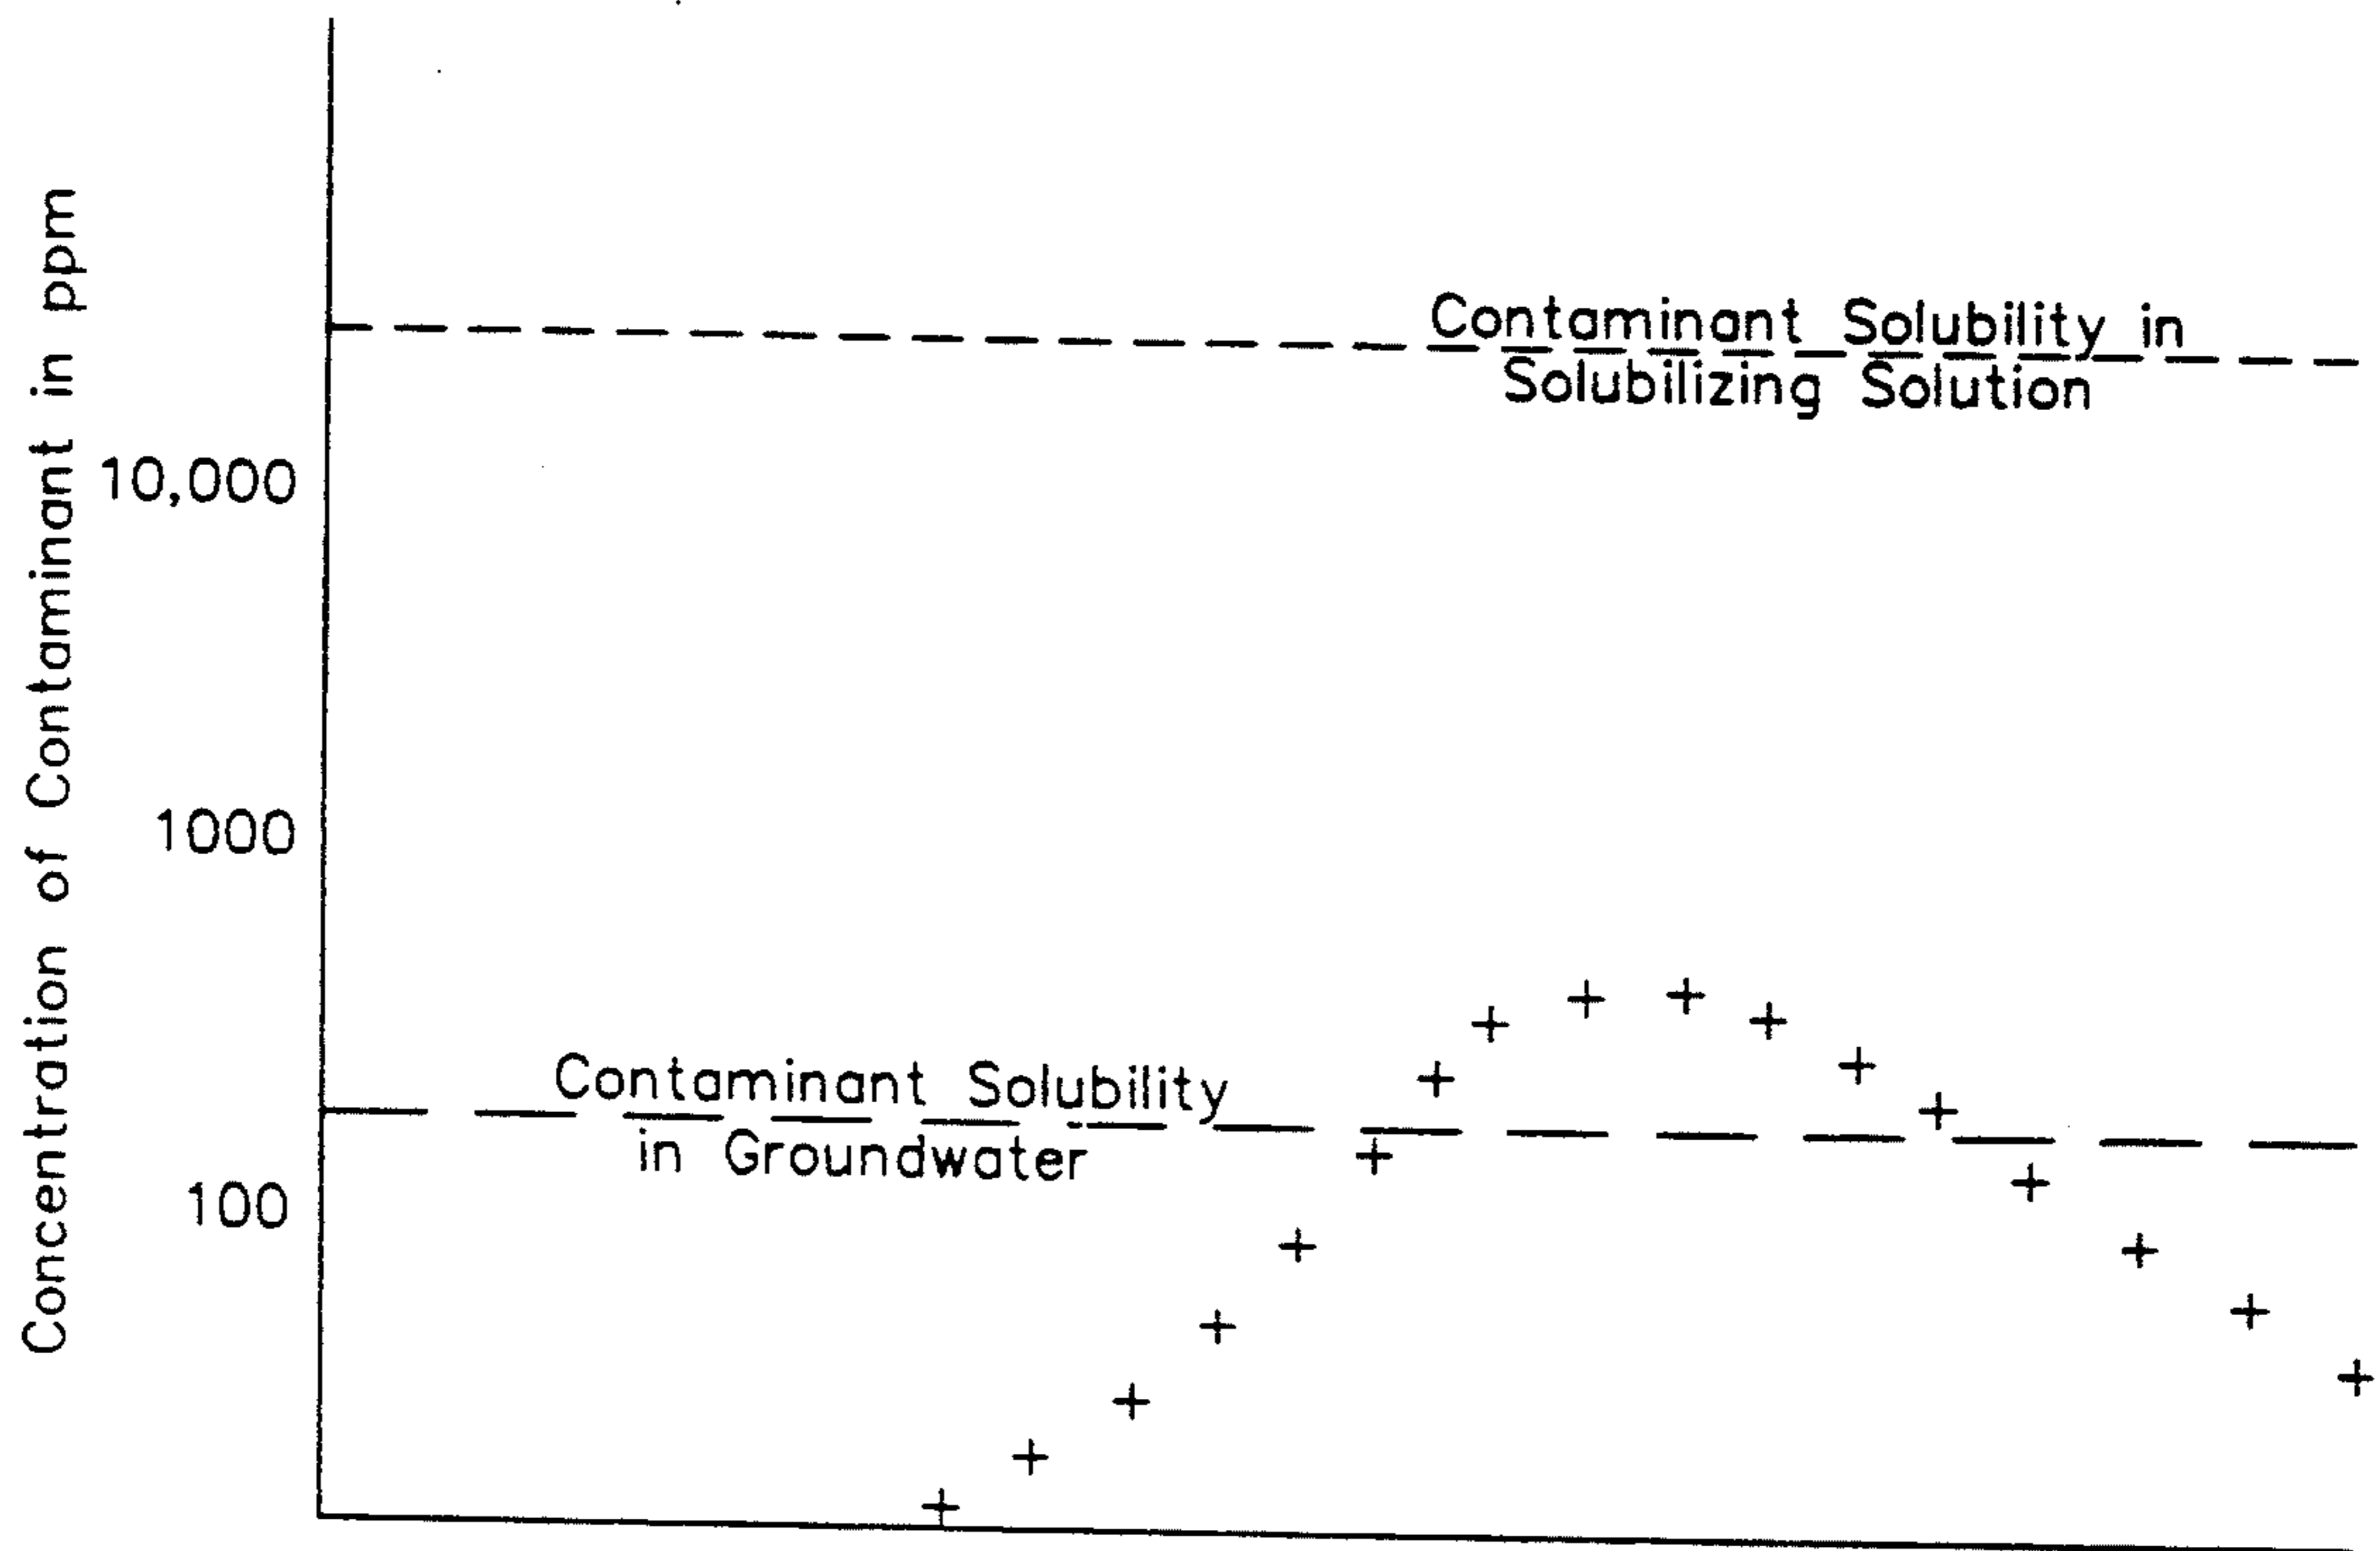 Concentration of Contaminant in ppm
10,000
1000
100
Contaminant Solubility in
Solubilizing Solution
Contaminant Solubility
in Groundwater